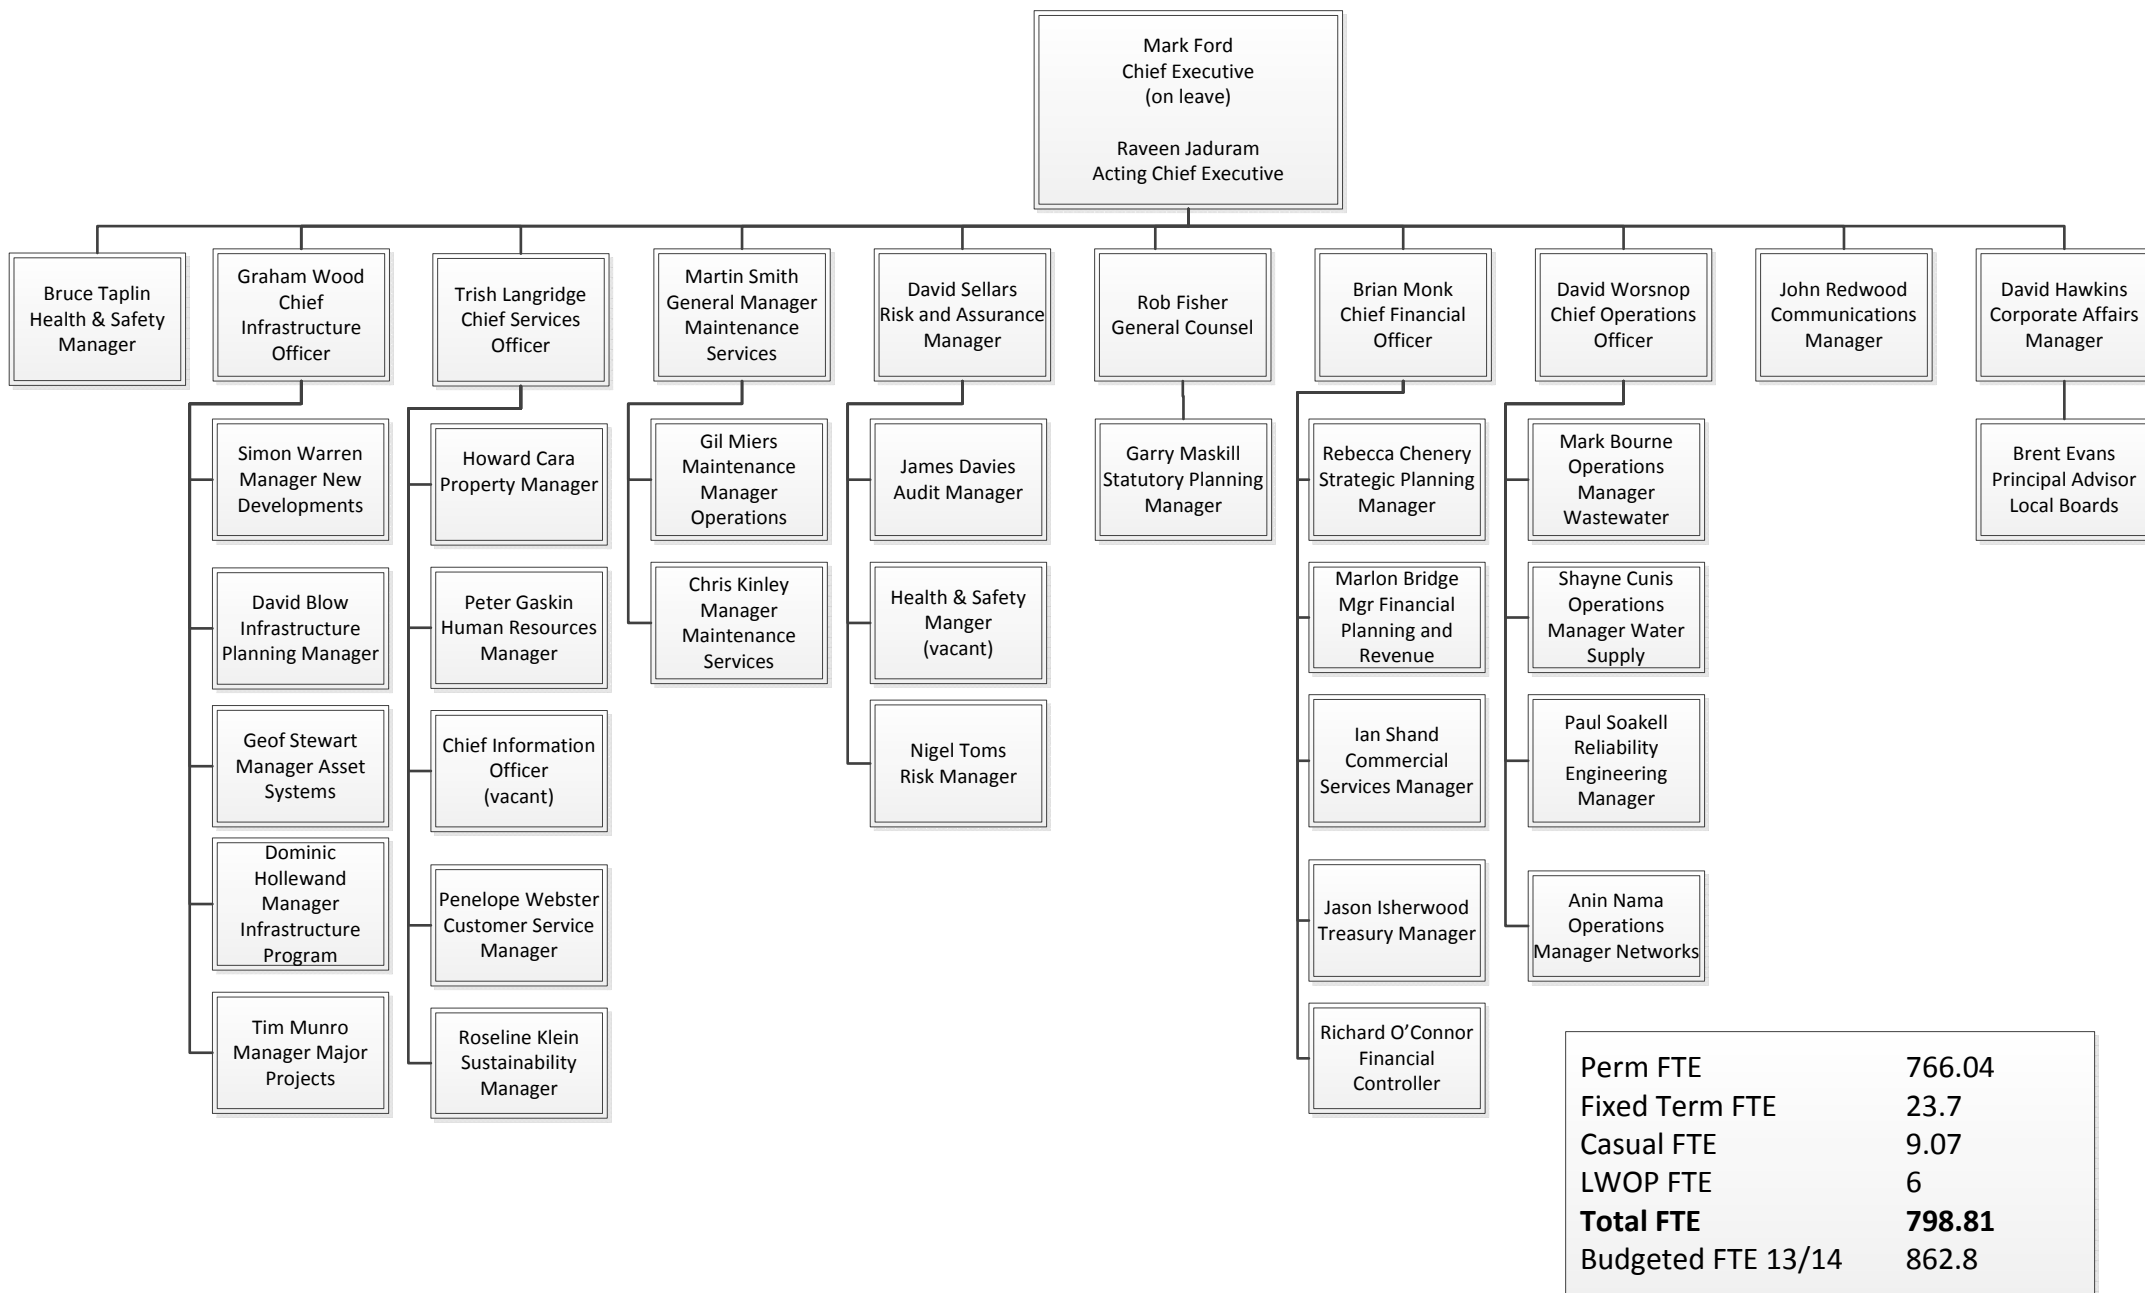 Mark Ford
Chief Executive
(on leave)
Raveen Jaduram
Acting Chief Executive
Bruce Taplin
Health & Safety
Manager
Graham Wood
Chief
Infrastructure
Officer
Trish Langridge
Chief Services
Officer
Martin Smith
General Manager
Maintenance
Services
David Sellars
Risk and Assurance
Manager
Rob Fisher
General Counsel
Brian Monk
Chief Financial
Officer
David Worsnop
Chief Operations
Officer
John Redwood
Communications
Manager
David Hawkins
Corporate Affairs
Manager
Simon Warren
Manager New
Developments
David Blow
Infrastructure
Planning Manager
Geof Stewart
Manager Asset
Systems
Dominic
Hollewand
Manager
Infrastructure
Program
Tim Munro
Manager Major
Projects
Howard Cara
Property Manager
Peter Gaskin
Human Resources
Manager
Chief Information
Officer
(vacant)
Penelope Webster
Customer Service
Manager
Roseline Klein
Sustainability
Manager
Gil Miers
Maintenance
Manager
Operations
Chris Kinley
Manager
Maintenance
Services
James Davies
Audit Manager
Health & Safety
Manger
(vacant)
Nigel Toms
Risk Manager
Garry Maskill
Statutory Planning
Manager
Rebecca Chenery
Strategic Planning
Manager
Marlon Bridge
Mgr Financial
Planning and
Revenue
Ian Shand
Commercial
Services Manager
Jason Isherwood
Treasury Manager
Richard O’Connor
Financial
Controller
Mark Bourne
Operations
Manager
Wastewater
Shayne Cunis
Operations
Manager Water
Supply
Paul Soakell
Reliability
Engineering
Manager
Anin Nama
Operations
Manager Networks
Brent Evans
Principal Advisor
Local Boards
Perm FTE 766.04
Fixed Term FTE 23.7
Casual FTE 9.07
LWOP FTE 6
Total FTE 798.81
Budgeted FTE 13/14 862.8